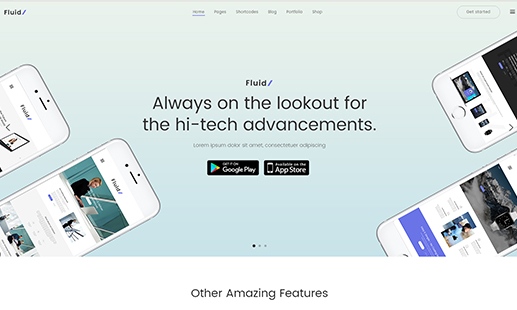 Fluid/
Home Pages Shortcodes Blog Portfolio Shop
Get started
Fluid/
Always on the lookout for
the hi-tech advancements.
Lorem ipsum dolor sit amet, consectetuer adipiscing
GET IT ON
Google Play
Available on the
App Store
Fluid/
Fluid/
Other Amazing Features